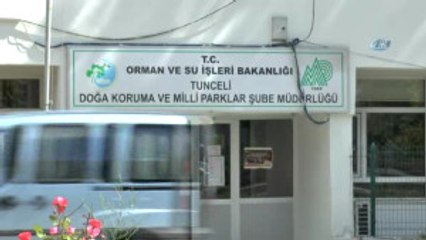 T.C.
ORMAN VE SU İŞLERİ BAKANLIĞI
TUNCELİ
DOĞA KORUMA VE MİLLİ PARKLAR ŞUBE MÜDÜRLÜĞÜ